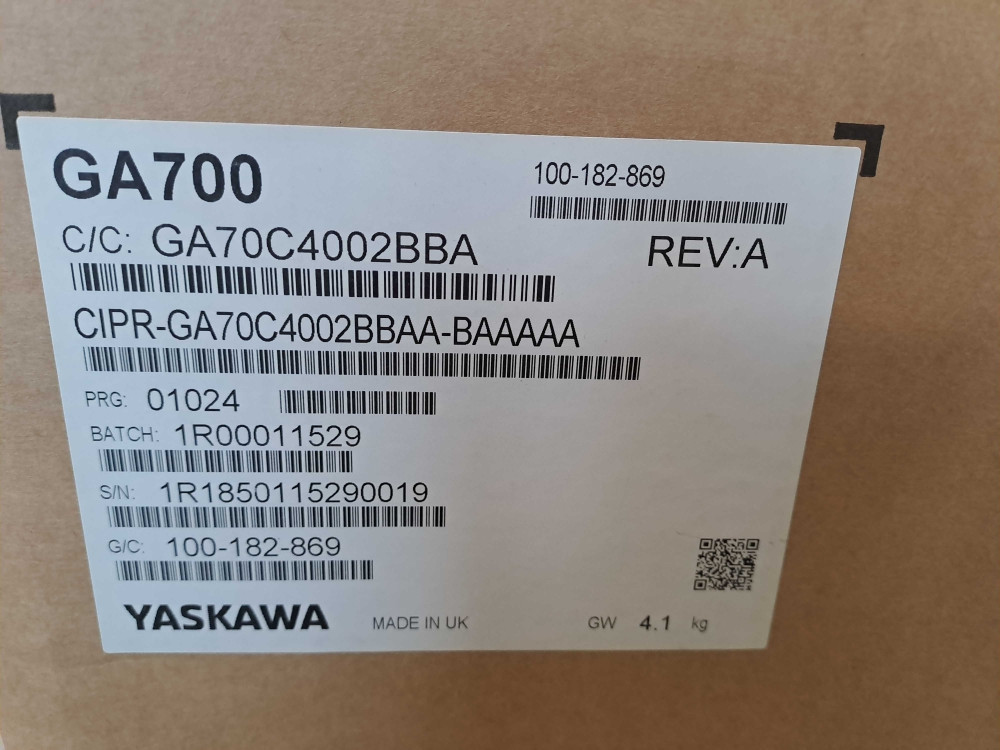 GA700
100-182-869
C/C: GA70C4002BBA
REV:A
CIPR-GA70C4002BBAA-BAAAAA
PRG: 01024
BATCH: 1R00011529
S/N: 1R1850115290019
G/C: 100-182-869
YASKAWA MADE IN UK GW 4.1 kg